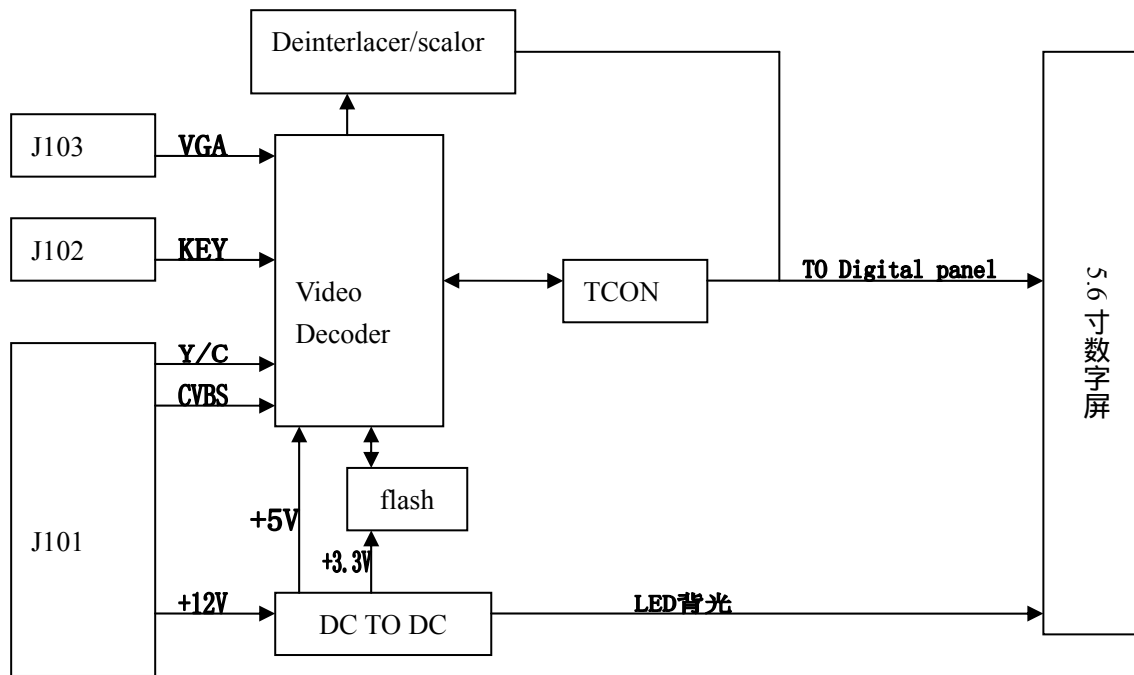 Deinterlacer/scalor
J103
VGA
J102
KEY
Video
Decoder
TCON
TO Digital panel
5.6寸数字屏
Y/C
CVBS
J101
+5V
flash
+3.3V
+12V
DC TO DC
LED背光